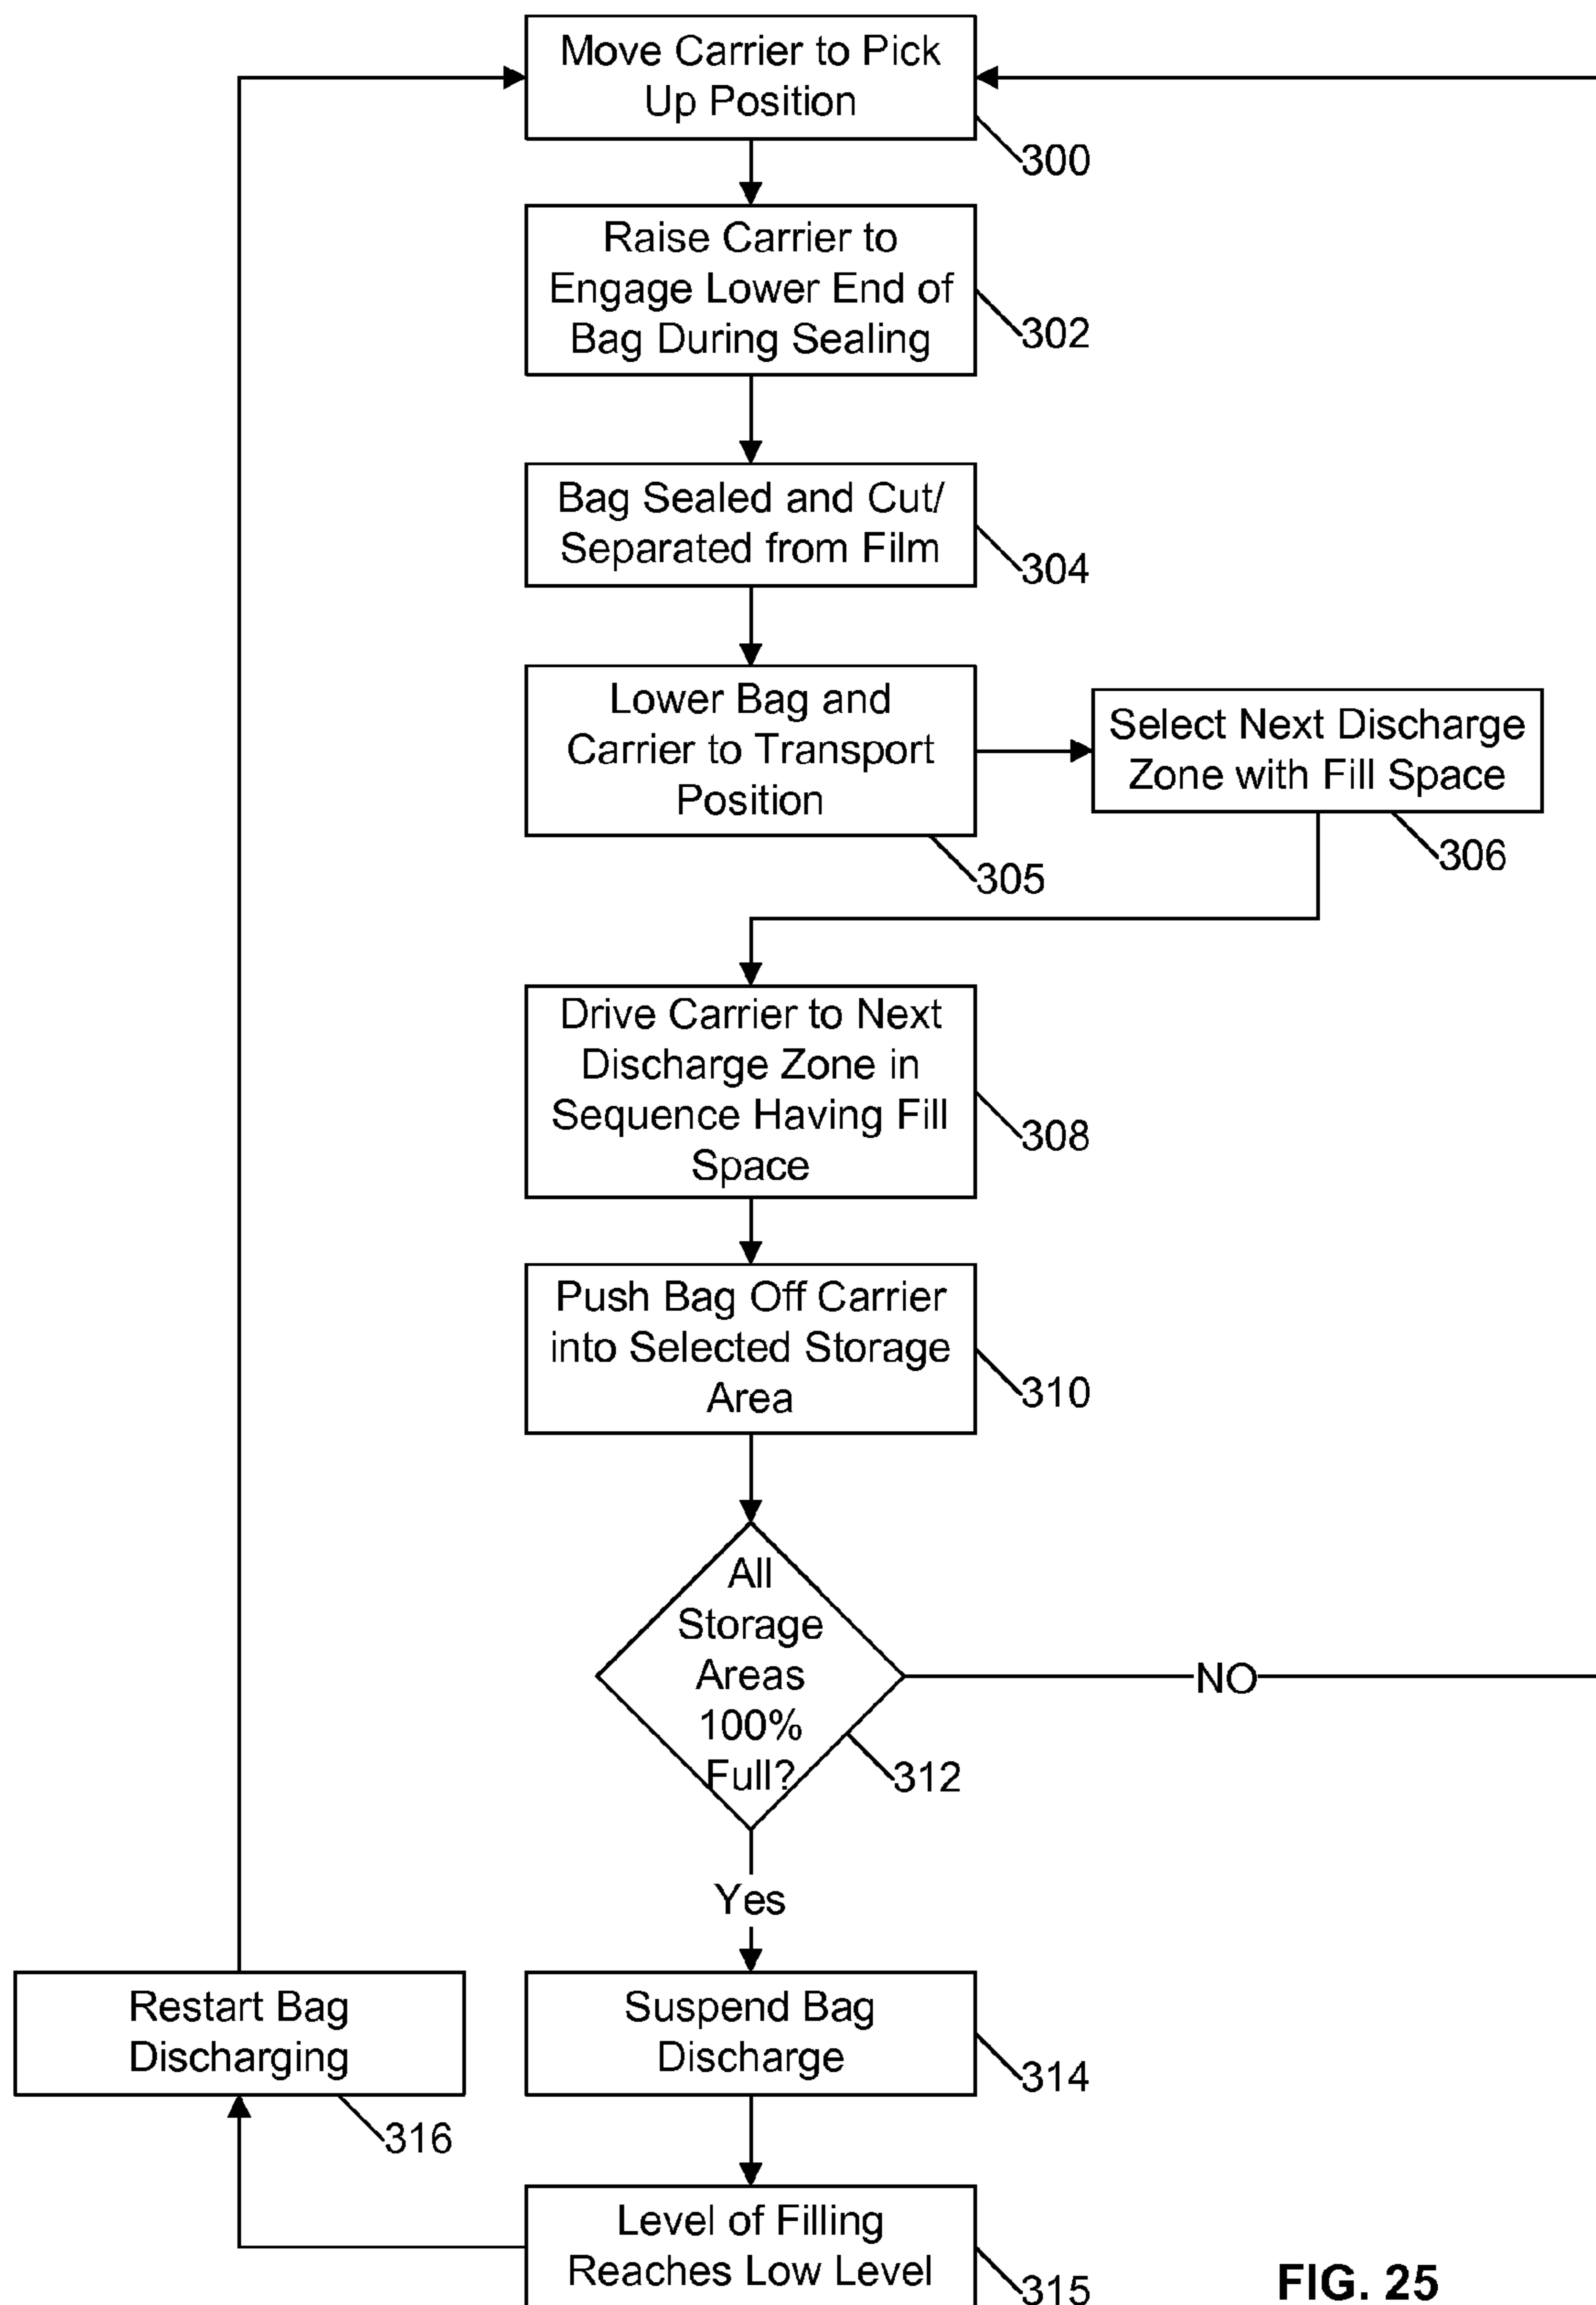 Move Carrier to Pick
Up Position
300
Raise Carrier to
Engage Lower End of
Bag During Sealing
302
Bag Sealed and Cut/
Separated from Film
304
Lower Bag and
Carrier to Transport
Position
305
Select Next Discharge
Zone with Fill Space
306
Drive Carrier to Next
Discharge Zone in
Sequence Having Fill
Space
308
Push Bag Off Carrier
into Selected Storage
Area
310
All
Storage
Areas
100%
Full?
312
NO
Yes
Suspend Bag
Discharge
314
Restart Bag
Discharging
316
Level of Filling
Reaches Low Level
315
FIG. 25